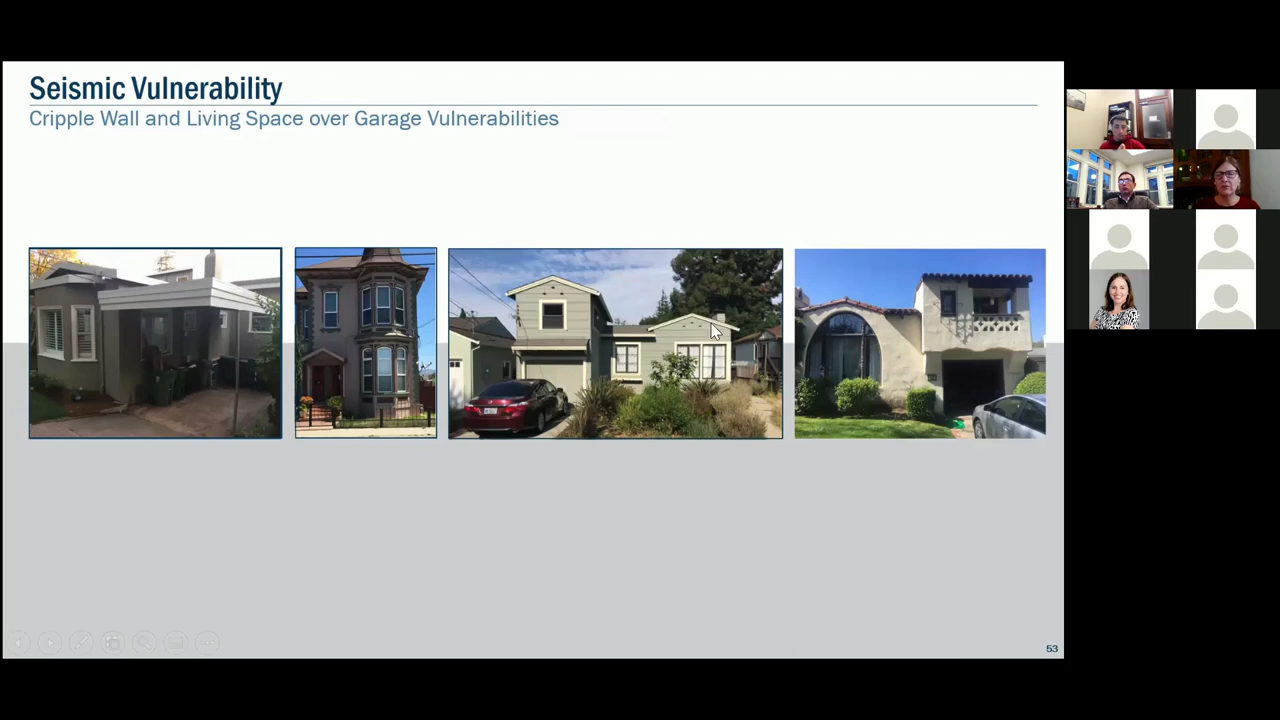 Seismic Vulnerability
Cripple Wall and Living Space over Garage Vulnerabilities
53